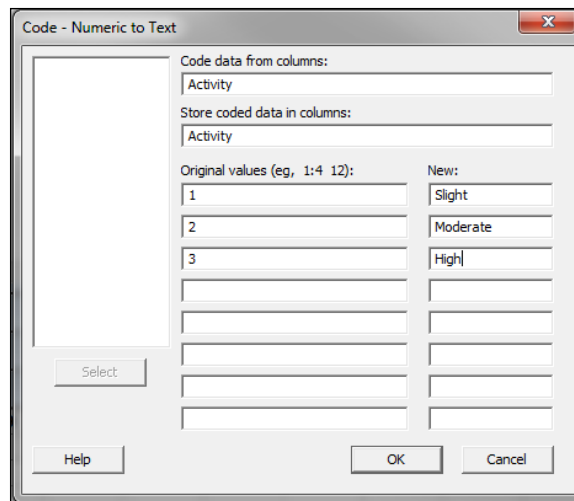 Code - Numeric to Text
Code data from columns:
Activity
Store coded data in columns:
Activity
Original values (eg, 1:4 12): New:
1 Slight
2 Moderate
3 High
Select
Help OK Cancel